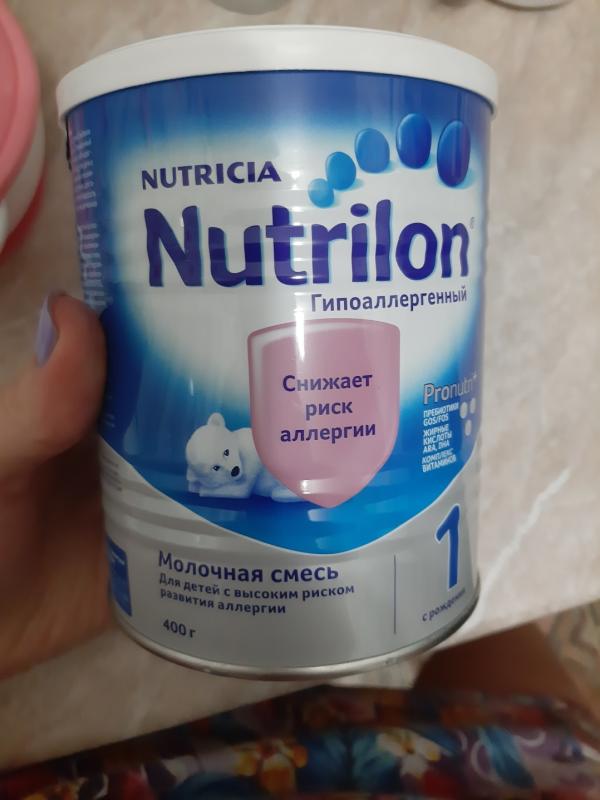 NUTRICIA
Nutrilon
Гипоаллергенный
Снижает
риск
аллергии
Pronutri+
ПРЕБИОТИКИ
GOS/FOS
ЖИРНЫЕ
КИСЛОТЫ
ARA, DHA
КОМПЛЕКС
ВИТАМИНОВ
Молочная смесь
Для детей с высоким риском
развития аллергии
400 г
1
с рождения